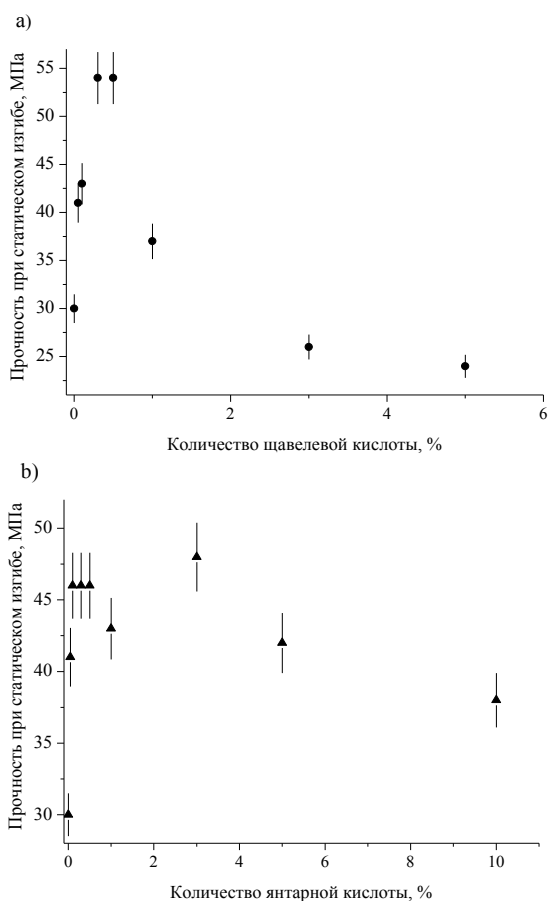 a)
Прочность при статическом изгибе, МПа
55
50
45
40
35
30
25
0 2 4 6
Количество щавелевой кислоты, %
b)
Прочность при статическом изгибе, МПа
50
45
40
35
30
0 2 4 6 8 10
Количество янтарной кислоты, %